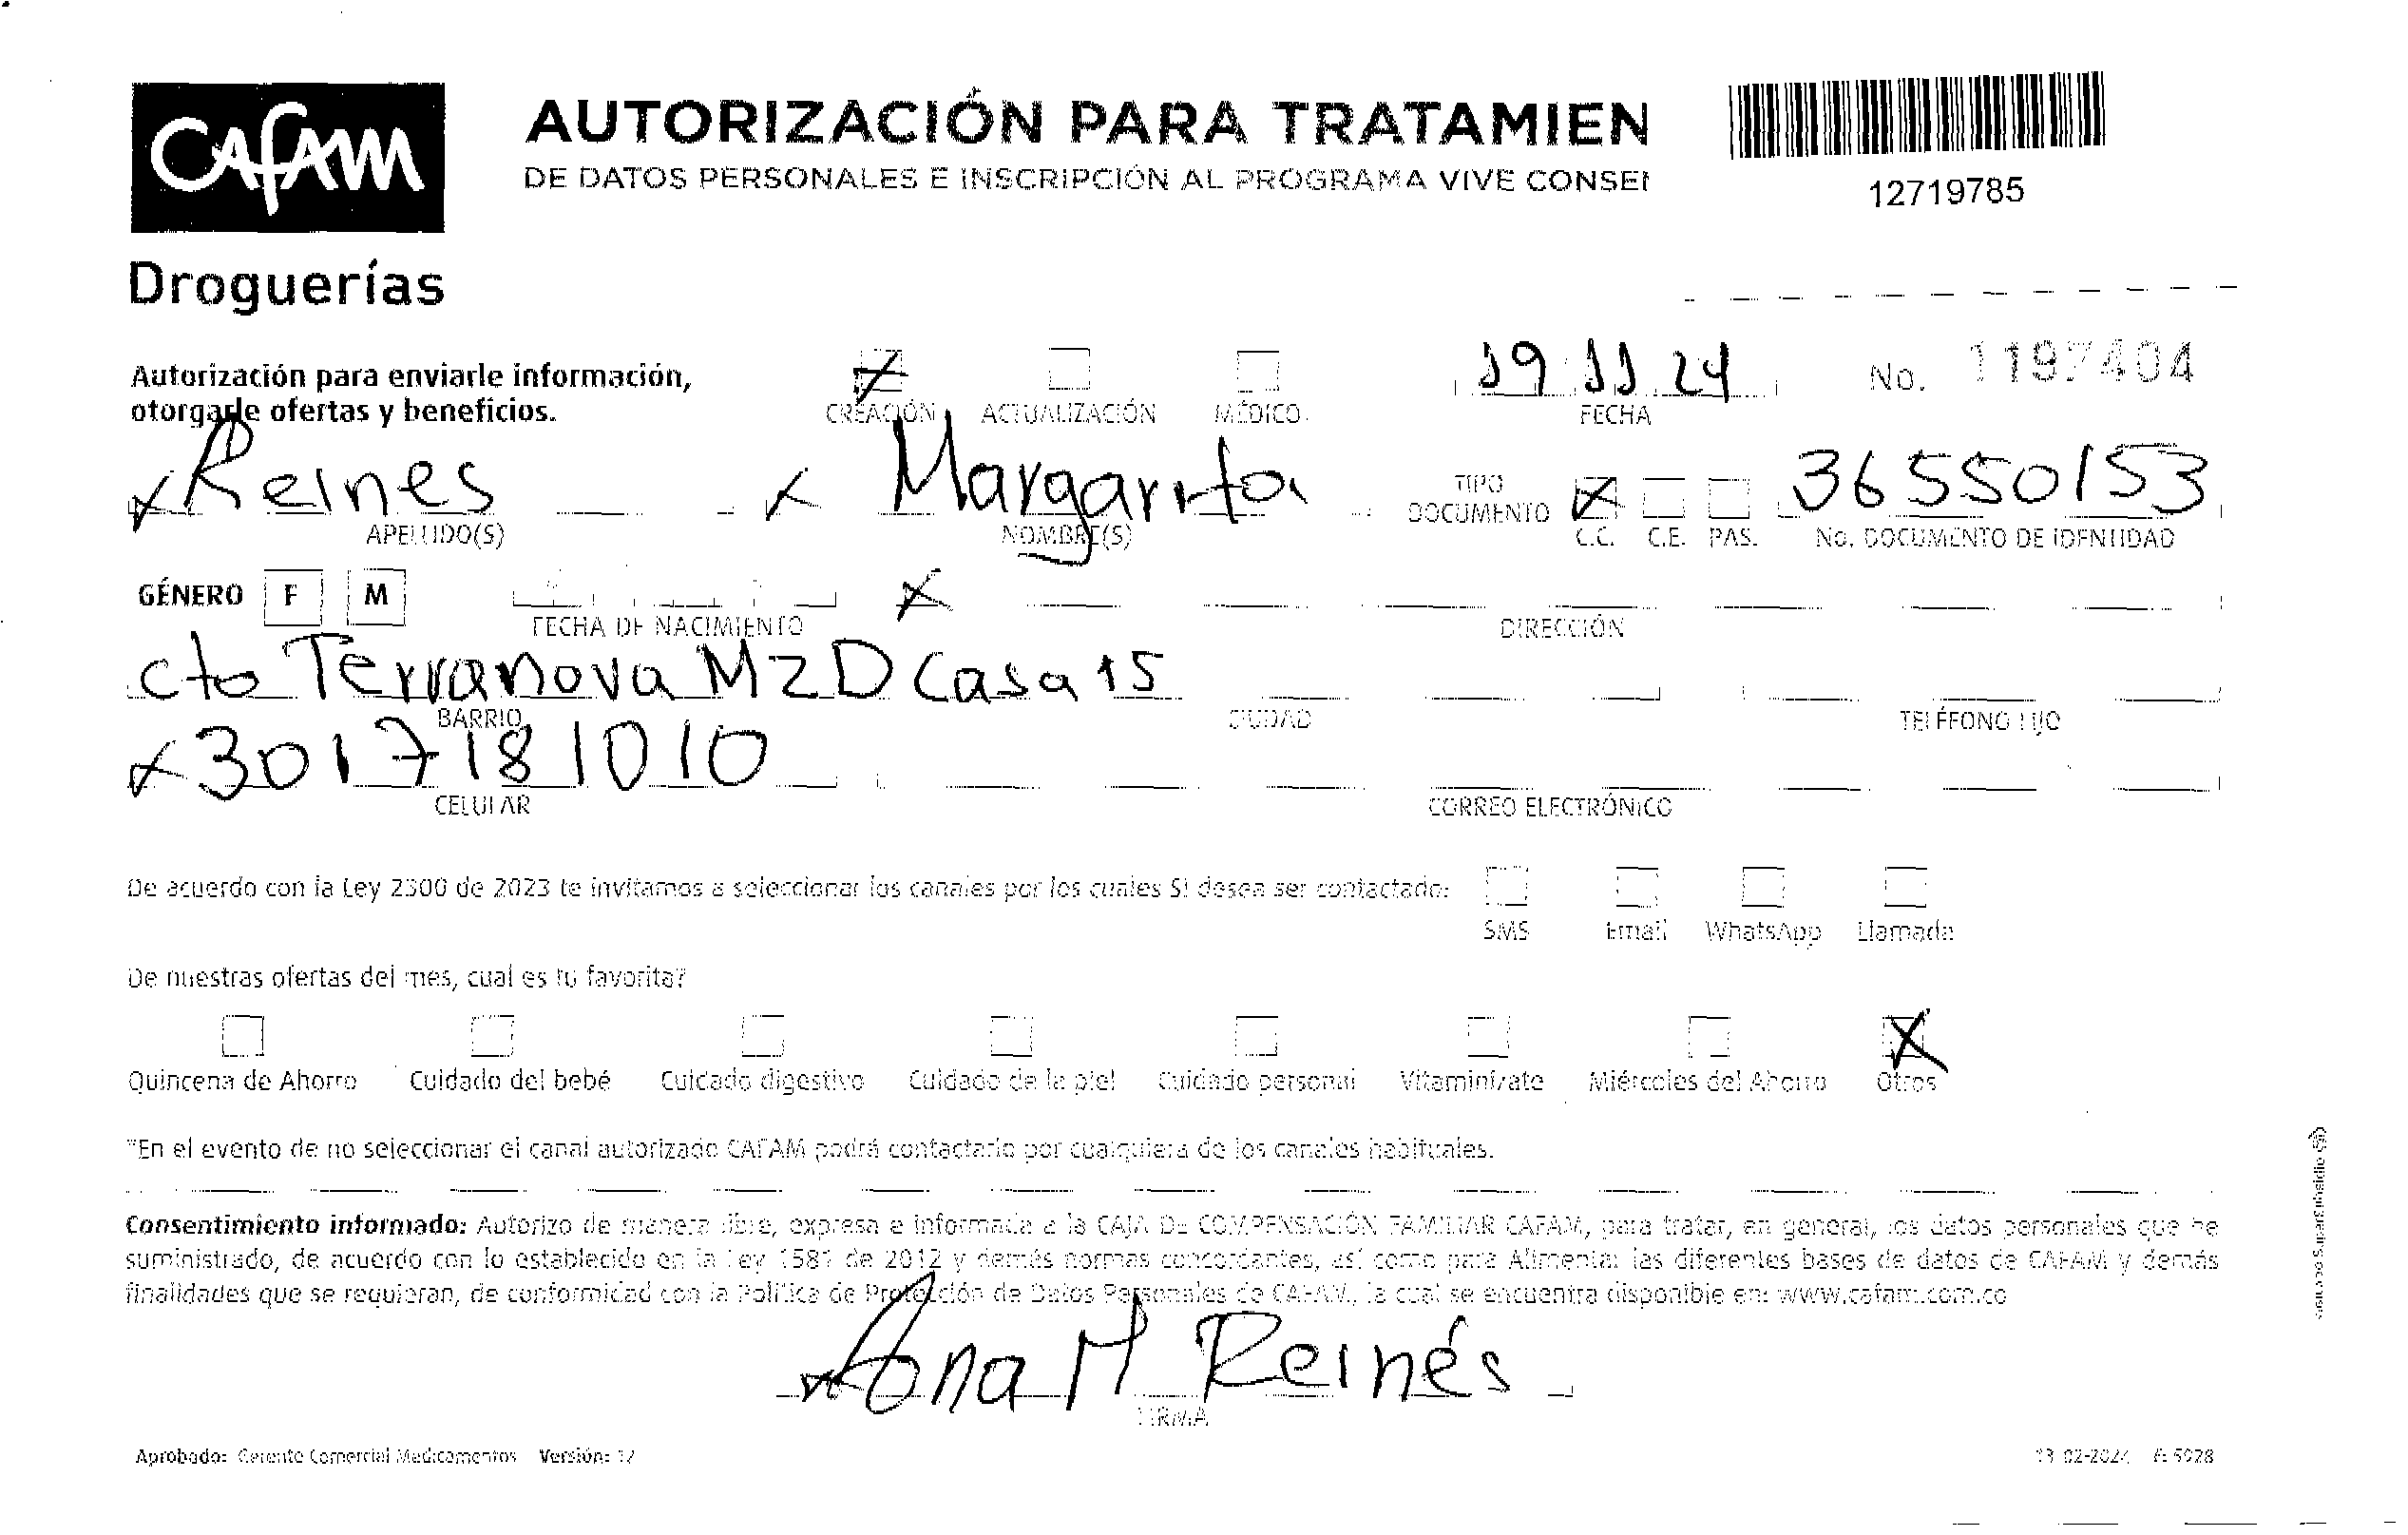 CAFAM
Droguerías
AUTORIZACIÓN PARA TRATAMIEN
DE DATOS PERSONALES E INSCRIPCIÓN AL PROGRAMA VIVE CONSE
12719785
Autorización para enviarle información,
otorgarle ofertas y beneficios.
CREACIÓN ACTUALIZACIÓN MÉDICO
19 11 24
FECHA
No. 1197404
x Reines x Margarita
APELLIDO(S) NOMBRE(S)
TIPO DOCUMENTO C.C. C.E. PAS.
36550153
No. DOCUMENTO DE IDENTIDAD
GÉNERO F M
FECHA DE NACIMIENTO
x
DIRECCIÓN
cto Terranova MZD Casa 15
BARRIO CIUDAD TELÉFONO FIJO
x 3017181010
CELULAR CORREO ELECTRÓNICO
De acuerdo con la Ley 2300 de 2023 te invitamos a seleccionar los canales por los cuales SI desea ser contactado:
SMS Email WhatsApp Llamada
De nuestras ofertas del mes, cual es tu favorita?
Quincena de Ahorro Cuidado del bebé Cuidado digestivo Cuidado de la piel Cuidado personal Vitaminízate Miércoles del Ahorro Otros
*En el evento de no seleccionar el canal autorizado CAFAM podrá contactarlo por cualquiera de los canales habituales.
Consentimiento informado: Autorizo de manera libre, expresa e informada a la CAJA DE COMPENSACIÓN FAMILIAR CAFAM, para tratar, en general, los datos personales que he
suministrado, de acuerdo con lo establecido en la Ley 1581 de 2012 y demás normas concordantes, así como para Alimentar las diferentes bases de datos de CAFAM y demás
finalidades que se requieran, de conformidad con la Política de Protección de Datos Personales de CAFAM, la cual se encuentra disponible en: www.cafam.com.co
x Ana M Reinés
FIRMA
Aprobado: Gerente Comercial Medicamentos Versión: 12
13-02-2024 F: 5928
VIGILADO SuperSubsidio